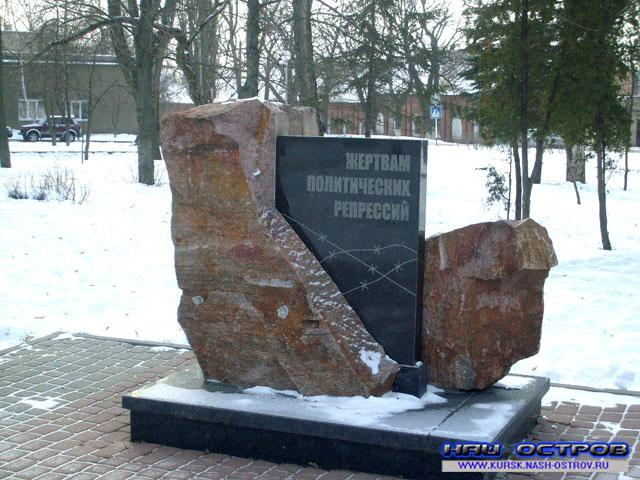 ЖЕРТВАМ
ПОЛИТИЧЕСКИХ
РЕПРЕССИЙ
НАШ ОСТРОВ
WWW.KURSK.NASH-OSTROV.RU